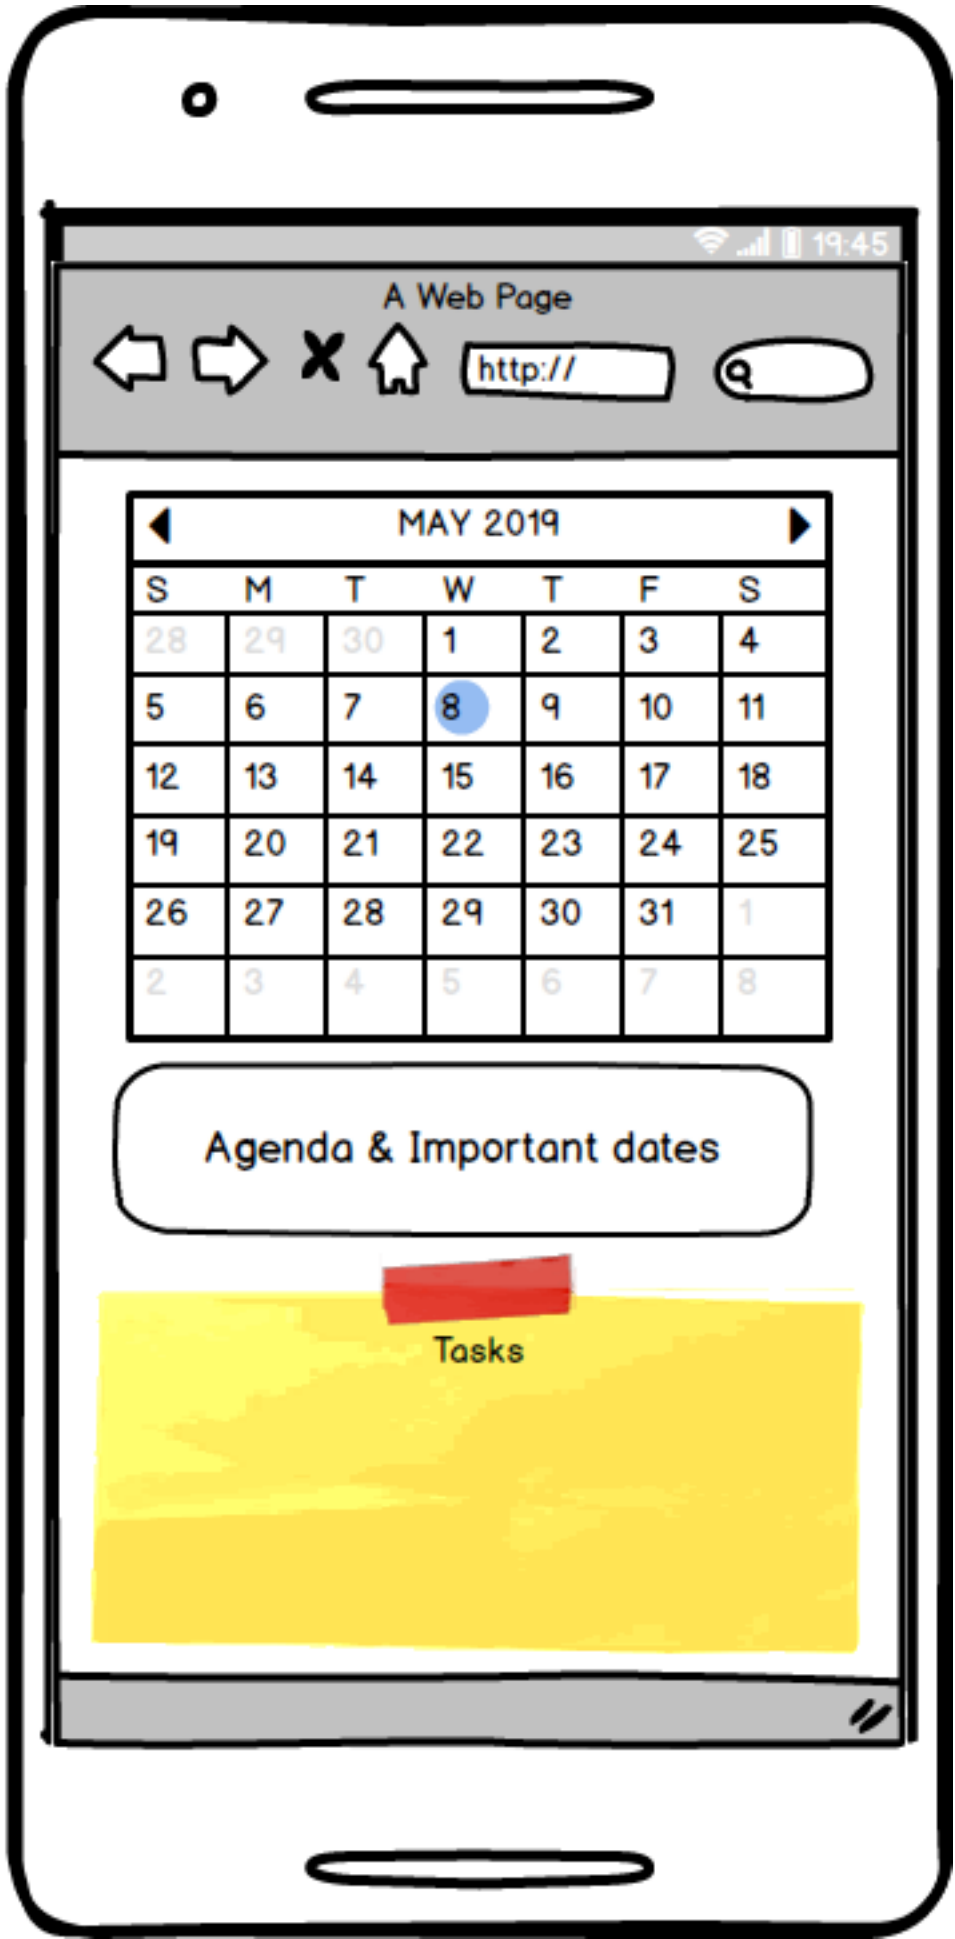 19:45
A Web Page
http://
MAY 2019
S M T W T F S
28 29 30 1 2 3 4
5 6 7 8 9 10 11
12 13 14 15 16 17 18
19 20 21 22 23 24 25
26 27 28 29 30 31 1
2 3 4 5 6 7 8
Agenda & Important dates
Tasks